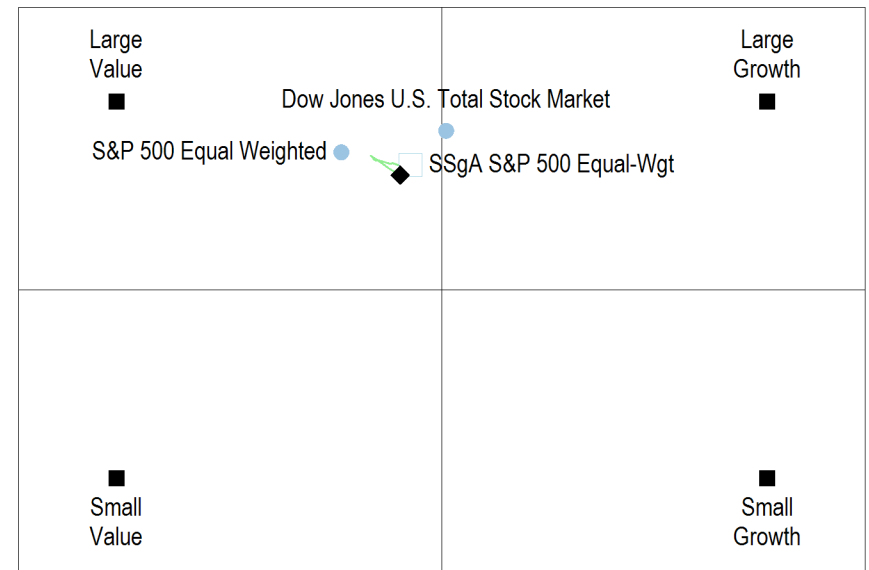 Large
Value
Large
Growth
Dow Jones U.S. Total Stock Market
S&P 500 Equal Weighted
SSgA S&P 500 Equal-Wgt
Small
Value
Small
Growth